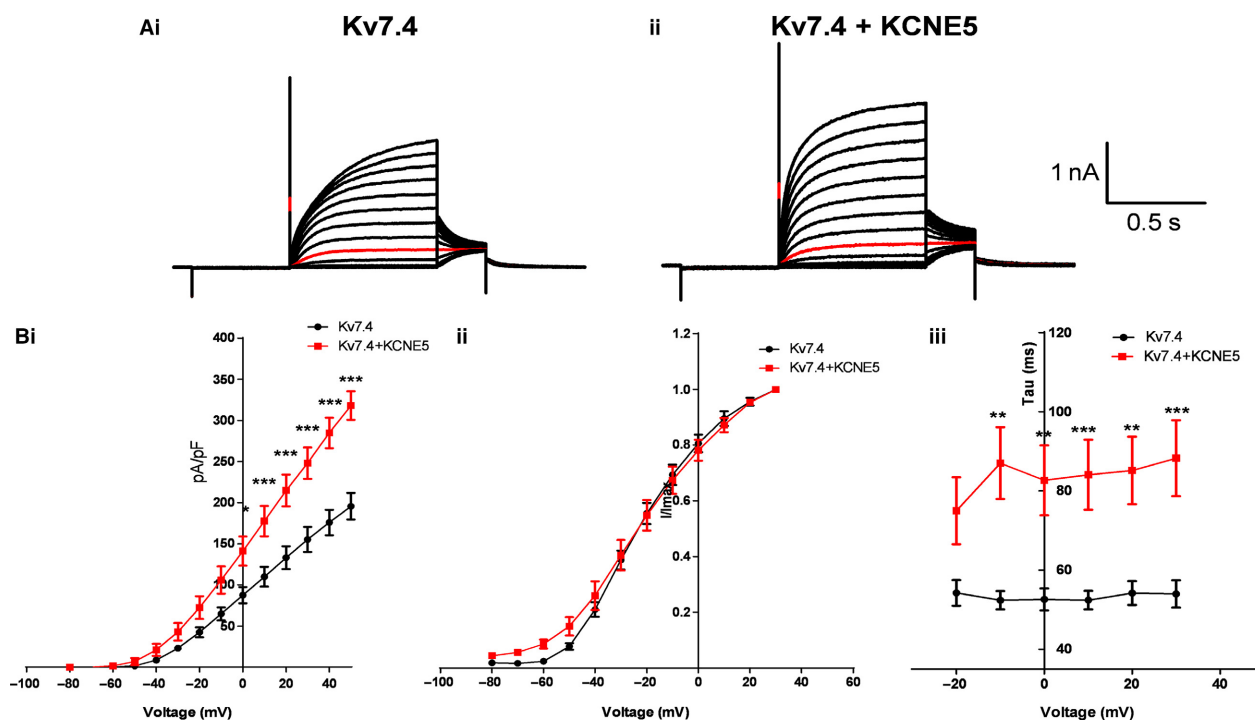 Ai Kv7.4 ii Kv7.4 + KCNE5
1 nA
0.5 s
Bi
Kv7.4
Kv7.4+KCNE5
400
350
300
250
200
150
100
50
pA/pF
* *** *** *** *** ***
−100 −80 −60 −40 −20 0 20 40 60
Voltage (mV)
ii
Kv7.4
Kv7.4+KCNE5
1.2
1.0
0.8
0.6
0.4
0.2
I/Imax
−100 −80 −60 −40 −20 0 20 40 60
Voltage (mV)
iii
Kv7.4
Kv7.4+KCNE5
120
100
80
60
40
Tau (ms)
** ** *** ** ***
−20 0 20 40
Voltage (mV)